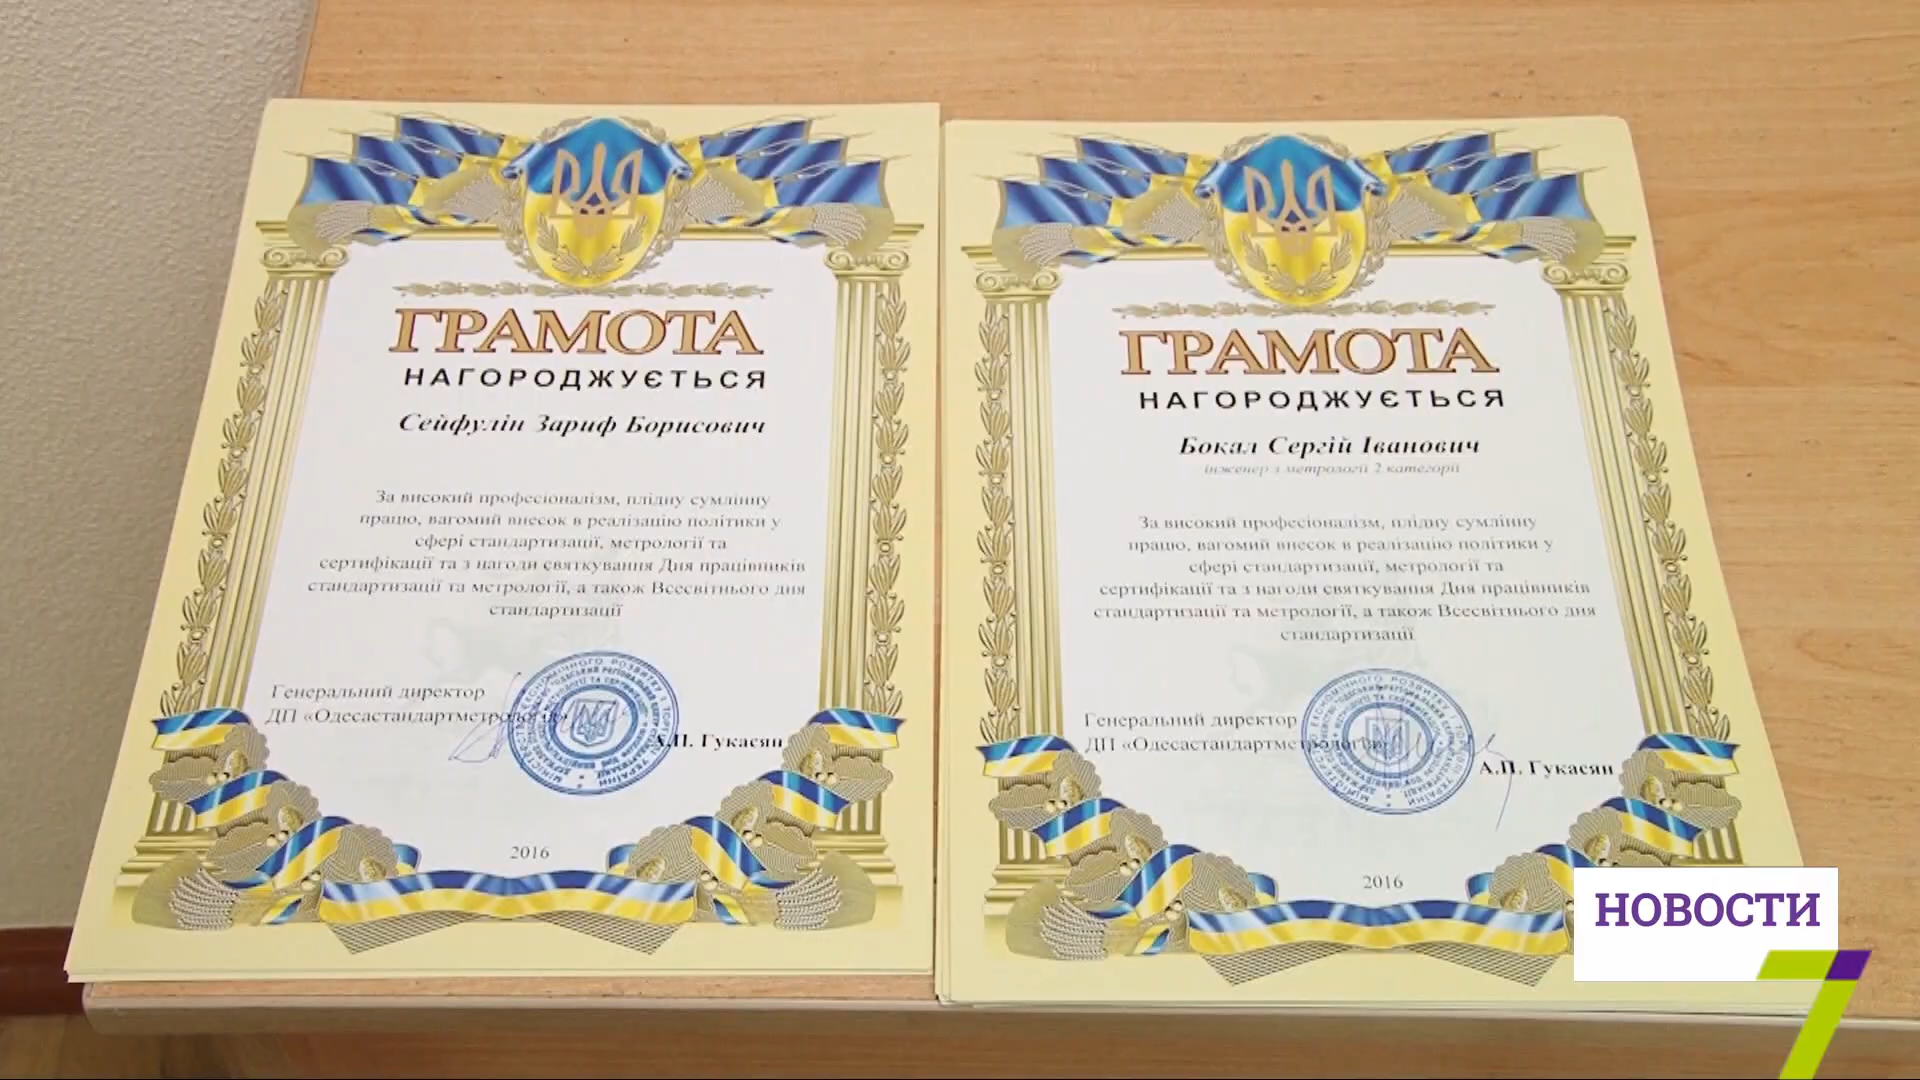 ГРАМОТА
НАГОРОДЖУЄТЬСЯ
Сейфулін Зариф Борисович
За високий професіоналізм, плідну сумлінну
працю, вагомий внесок в реалізацію політики у
сфері стандартизації, метрології та
сертифікації та з нагоди святкування Дня працівників
стандартизації та метрології, а також Всесвітнього дня
стандартизації
Генеральний директор
ДП «Одесастандартметрологія»
А.П. Гукасян
2016
ГРАМОТА
НАГОРОДЖУЄТЬСЯ
Бокал Сергій Іванович
інженер з метрології 2 категорії
За високий професіоналізм, плідну сумлінну
працю, вагомий внесок в реалізацію політики у
сфері стандартизації, метрології та
сертифікації та з нагоди святкування Дня працівників
стандартизації та метрології, а також Всесвітнього дня
стандартизації
Генеральний директор
ДП «Одесастандартметрологія»
А.П. Гукасян
2016
НОВОСТИ
7